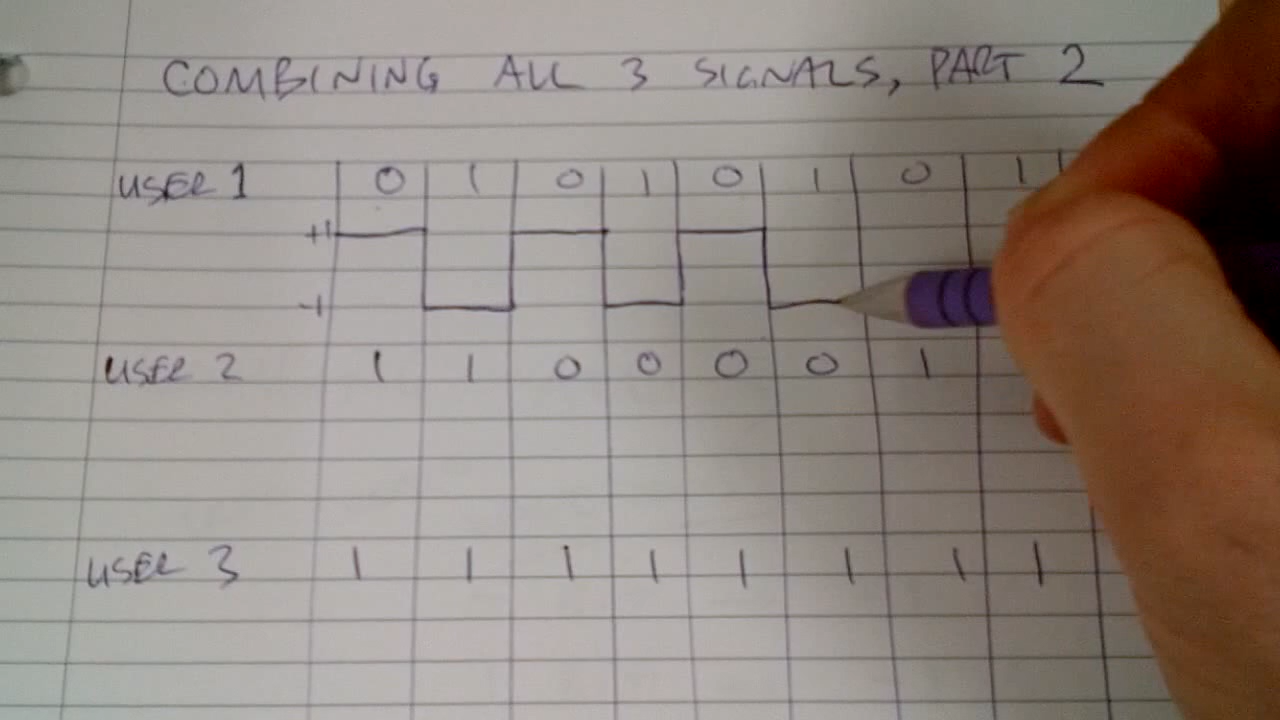 COMBINING ALL 3 SIGNALS, PART 2
USER 1 0 1 0 1 0 1 0 1
+1
-1
USER 2 1 1 0 0 0 0 1
USER 3 1 1 1 1 1 1 1 1